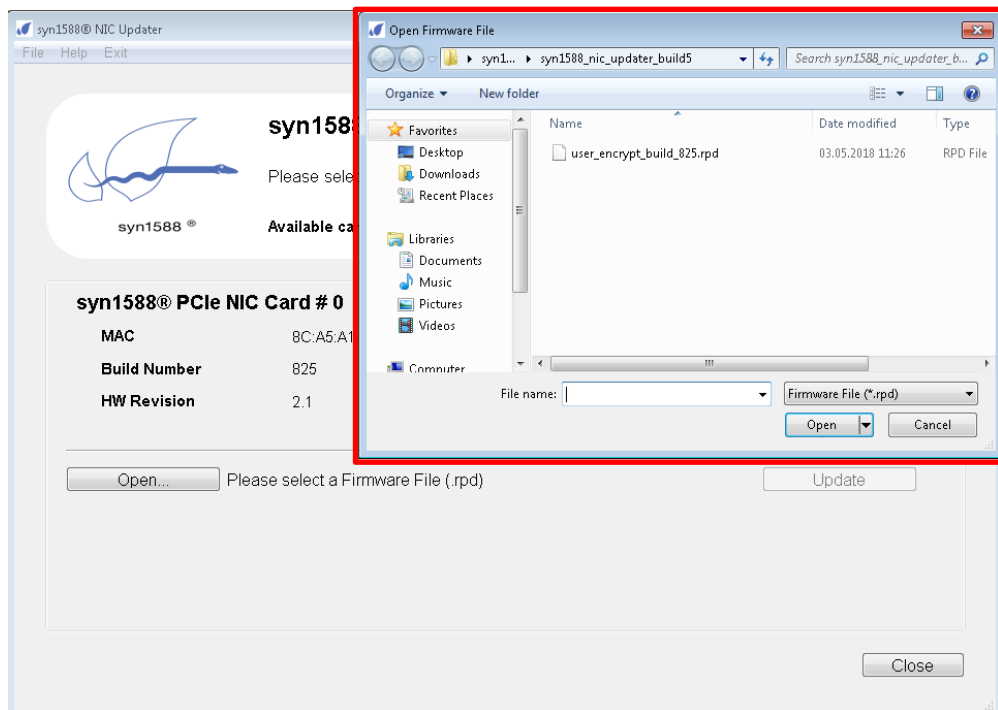 syn1588® NIC Updater
File Help Exit
syn158
Please sele
syn1588 ®
Available ca
syn1588® PCIe NIC Card # 0
MAC 8C:A5:A1
Build Number 825
HW Revision 2.1
Open... Please select a Firmware File (.rpd) Update
Close
Open Firmware File
syn1... syn1588_nic_updater_build5 Search syn1588_nic_updater_b...
Organize New folder
Favorites
Desktop
Downloads
Recent Places
Libraries
Documents
Music
Pictures
Videos
Computer
Name Date modified Type
user_encrypt_build_825.rpd 03.05.2018 11:26 RPD File
File name: Firmware File (*.rpd)
Open Cancel